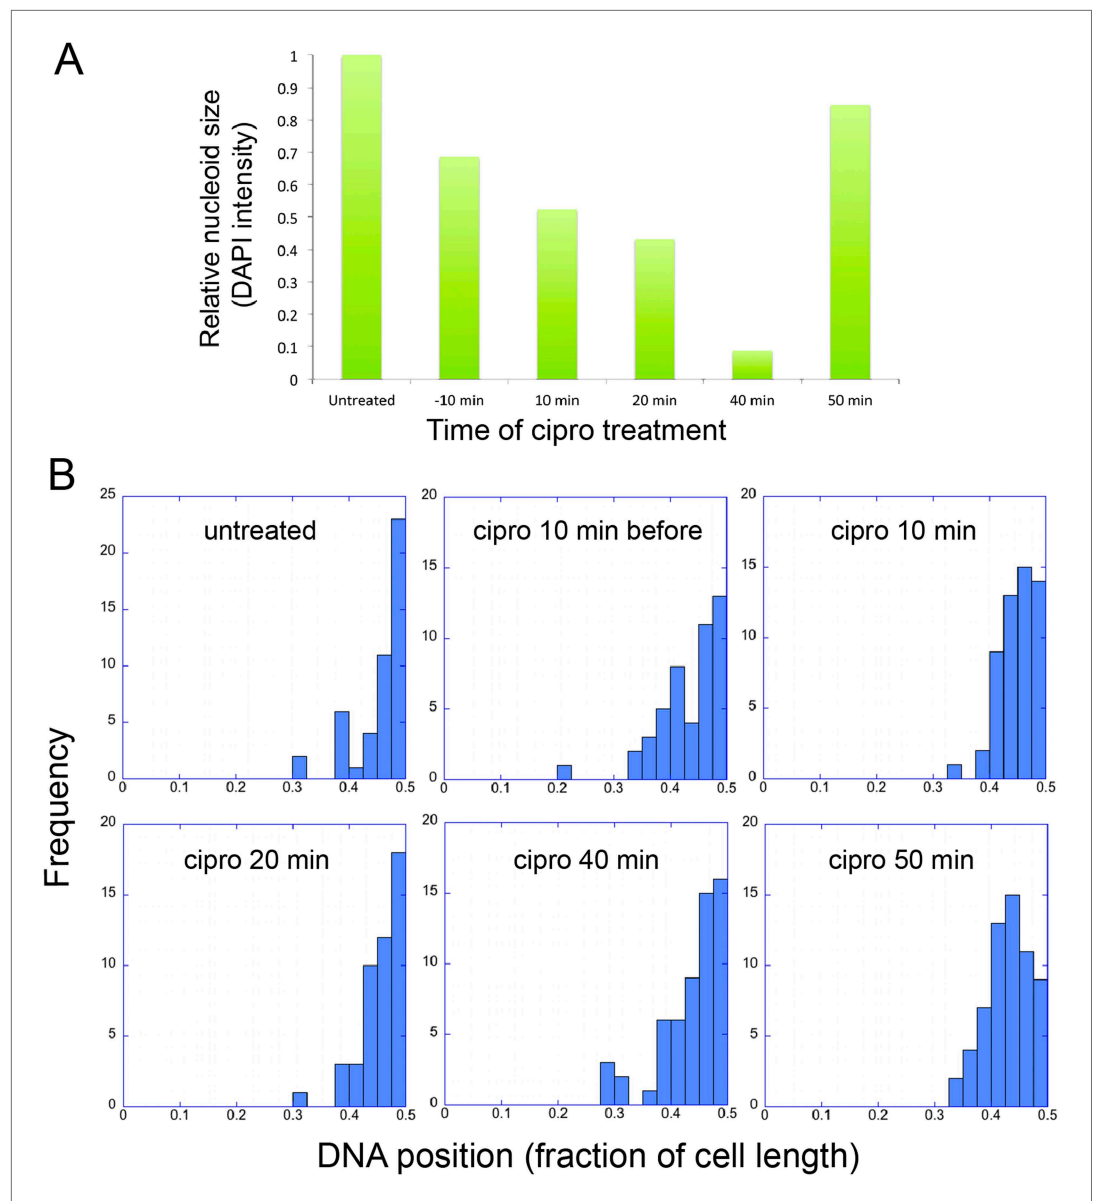 A
Relative nucleoid size
(DAPI intensity)
1
0.9
0.8
0.7
0.6
0.5
0.4
0.3
0.2
0.1
0
Untreated -10 min 10 min 20 min 40 min 50 min
Time of cipro treatment
B
Frequency
untreated
25
20
15
10
5
0
0 0.1 0.2 0.3 0.4 0.5
cipro 10 min before
20
15
10
5
0
0 0.1 0.2 0.3 0.4 0.5
cipro 10 min
20
15
10
5
0
0 0.1 0.2 0.3 0.4 0.5
cipro 20 min
20
15
10
5
0
0 0.1 0.2 0.3 0.4 0.5
cipro 40 min
20
15
10
5
0
0 0.1 0.2 0.3 0.4 0.5
cipro 50 min
20
15
10
5
0
0 0.1 0.2 0.3 0.4 0.5
DNA position (fraction of cell length)